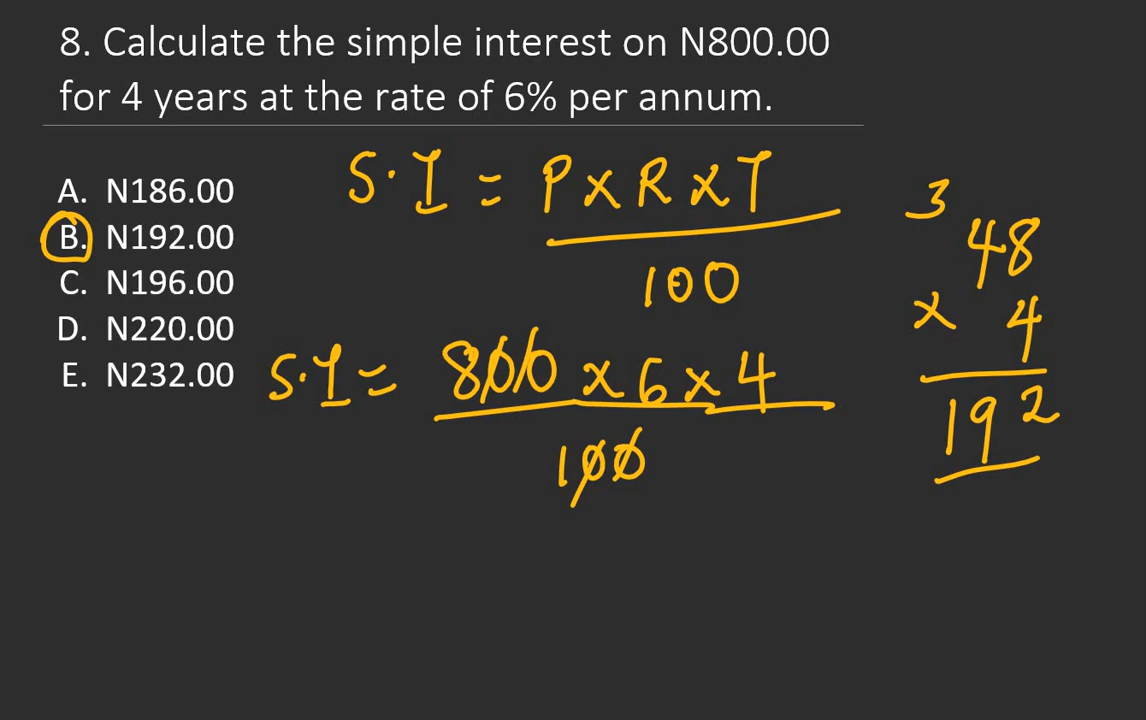 8. Calculate the simple interest on N800.00
for 4 years at the rate of 6% per annum.
A. N186.00
B. N192.00
C. N196.00
D. N220.00
E. N232.00
S.I = P x R x T
100
S.I = 800 x 6 x 4
100
3
48
x 4
192